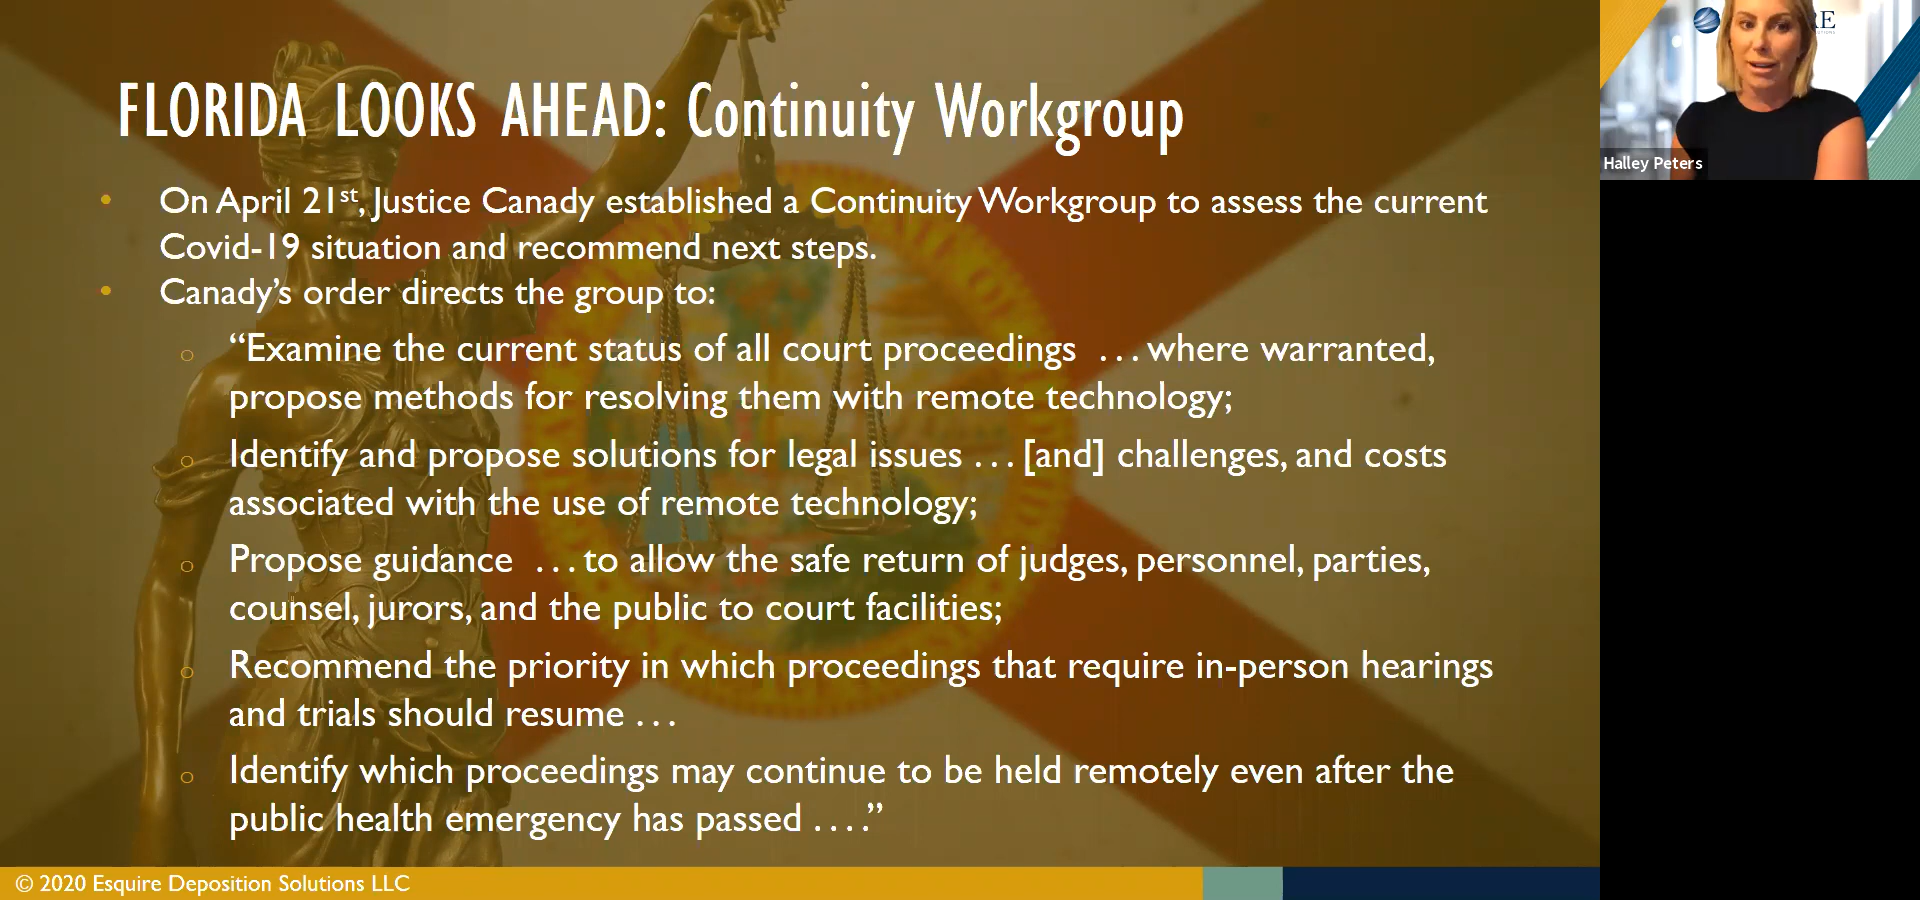 FLORIDA LOOKS AHEAD: Continuity Workgroup
• On April 21st, Justice Canady established a Continuity Workgroup to assess the current
Covid-19 situation and recommend next steps.
• Canady’s order directs the group to:
o “Examine the current status of all court proceedings . . . where warranted,
propose methods for resolving them with remote technology;
o Identify and propose solutions for legal issues . . . [and] challenges, and costs
associated with the use of remote technology;
o Propose guidance . . . to allow the safe return of judges, personnel, parties,
counsel, jurors, and the public to court facilities;
o Recommend the priority in which proceedings that require in-person hearings
and trials should resume . . .
o Identify which proceedings may continue to be held remotely even after the
public health emergency has passed . . . .”
© 2020 Esquire Deposition Solutions LLC
RE
Halley Peters